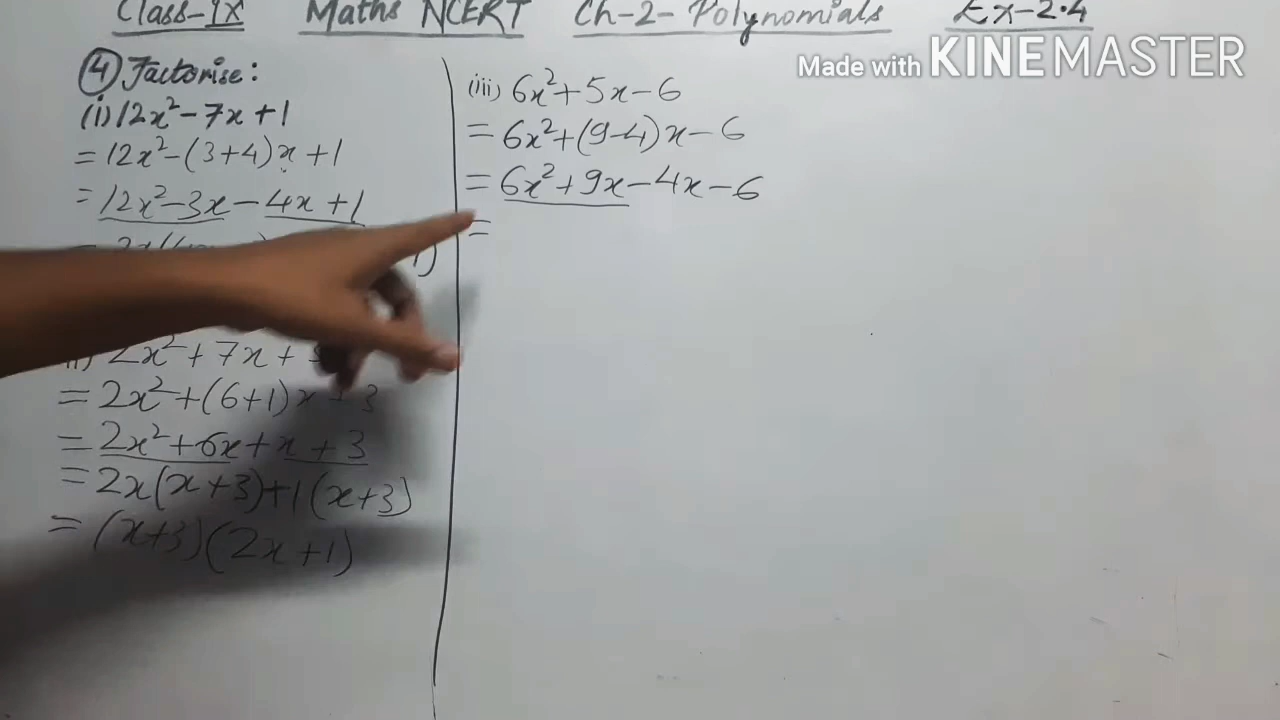 Class-IX Maths NCERT Ch-2-Polynomials Ex-2.4
Made with KINEMASTER
④ Factorise:
(i) 12x² - 7x + 1
= 12x² - (3+4)x + 1
= 12x² - 3x - 4x + 1
2x² + 7x +
= 2x² + (6+1)x + 3
= 2x² + 6x + x + 3
= 2x(x+3) + 1(x+3)
= (x+3)(2x+1)
(iii) 6x² + 5x - 6
= 6x² + (9-4)x - 6
= 6x² + 9x - 4x - 6
=